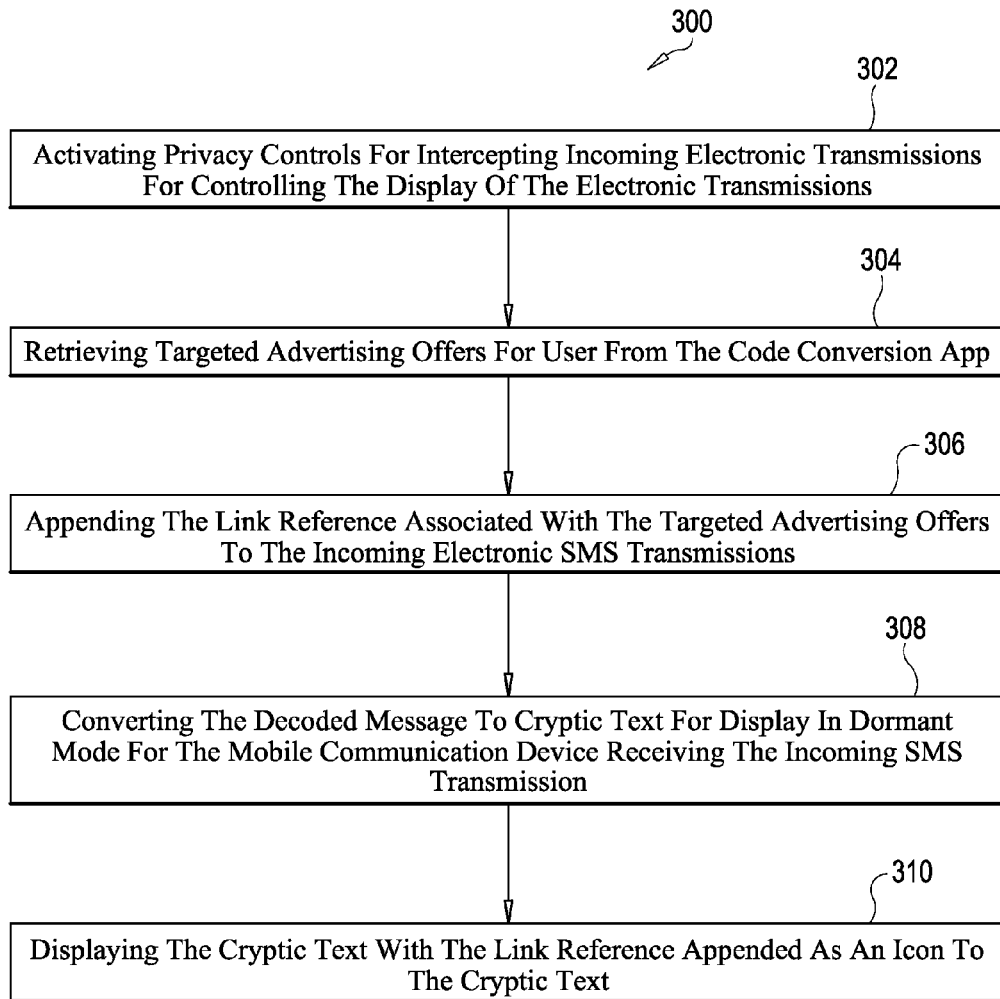 300
302
Activating Privacy Controls For Intercepting Incoming Electronic Transmissions
For Controlling The Display Of The Electronic Transmissions
304
Retrieving Targeted Advertising Offers For User From The Code Conversion App
306
Appending The Link Reference Associated With The Targeted Advertising Offers
To The Incoming Electronic SMS Transmissions
308
Converting The Decoded Message To Cryptic Text For Display In Dormant
Mode For The Mobile Communication Device Receiving The Incoming SMS
Transmission
310
Displaying The Cryptic Text With The Link Reference Appended As An Icon To
The Cryptic Text